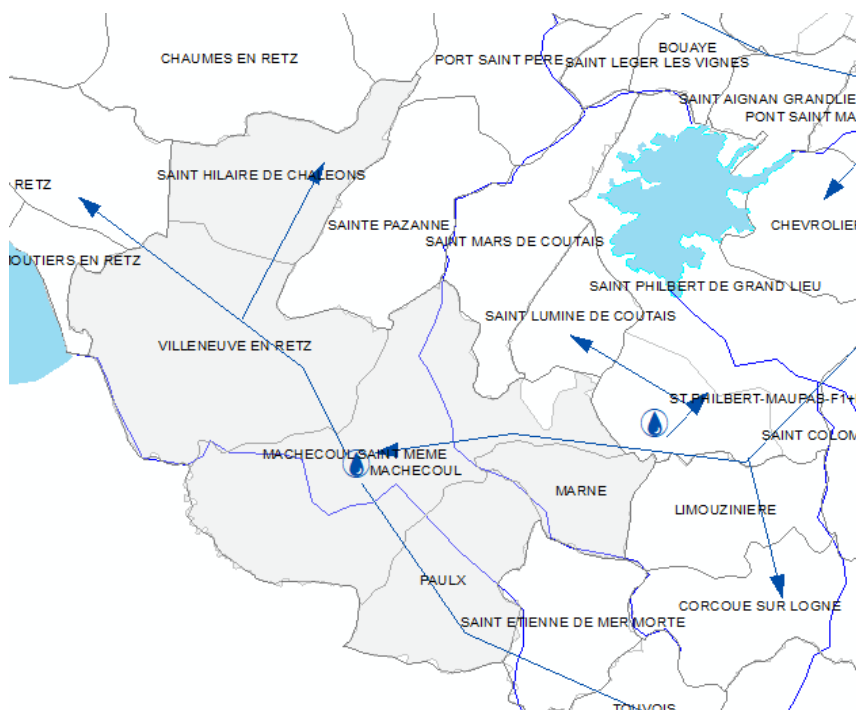 BOUAYE
CHAUMES EN RETZ
PORT SAINT PERE
SAINT LEGER LES VIGNES
SAINT AIGNAN GRANDLIE
PONT SAINT MA
SAINT HILAIRE DE CHALEONS
RETZ
SAINTE PAZANNE
CHEVROLIER
SAINT MARS DE COUTAIS
MOUTIERS EN RETZ
SAINT PHILBERT DE GRAND LIEU
SAINT LUMINE DE COUTAIS
VILLENEUVE EN RETZ
ST PHILBERT-MAUPAS-F1+
SAINT COLOM
MACHECOUL SAINT MEME
MACHECOUL
MARNE
LIMOUZINIERE
PAULX
CORCOUE SUR LOGNE
SAINT ETIENNE DE MER MORTE
TOUVOIS